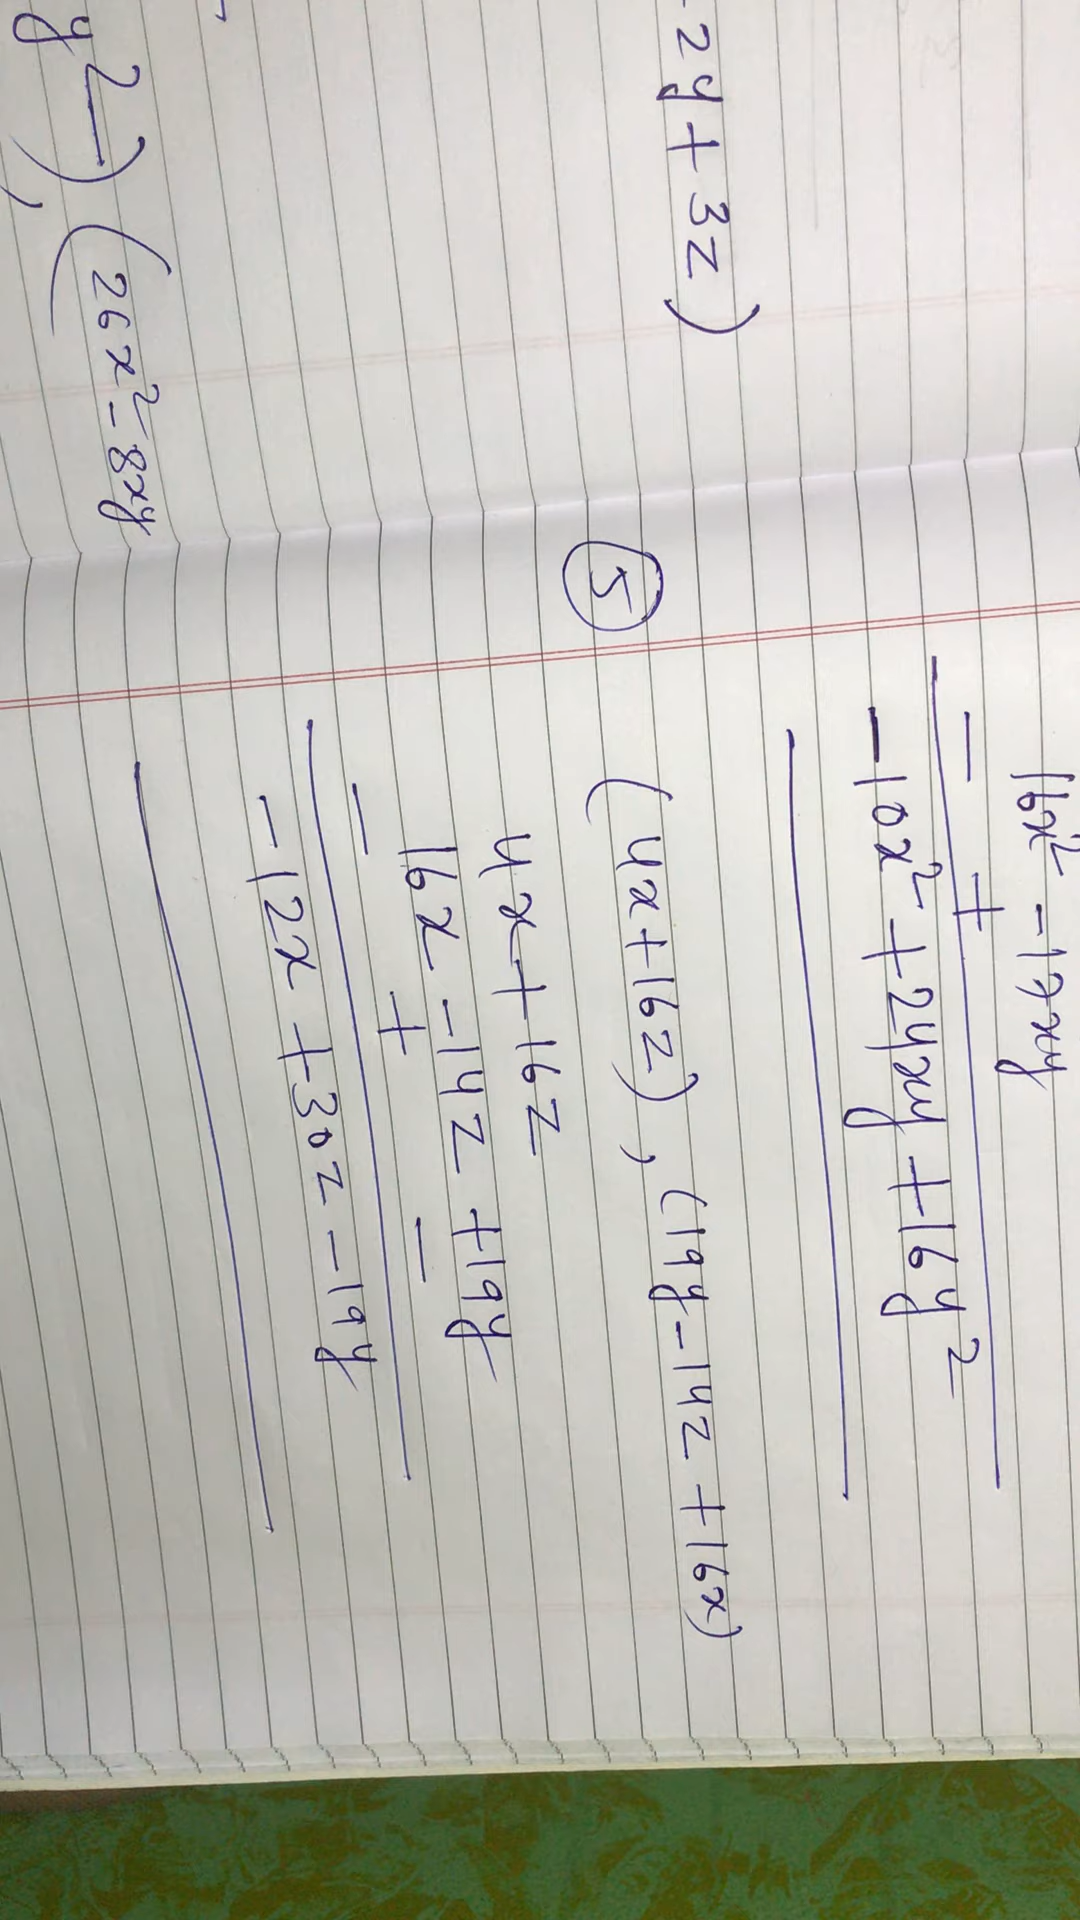 - 2y + 3z)
y²), (26x² - 8xy
16x² - 17xy
- +
-10x² + 24xy + 16y²
⑤ (4x + 16z), (19y - 14z + 16x)
4x + 16z
16x - 14z + 19y
- + -
-12x + 30z - 19y